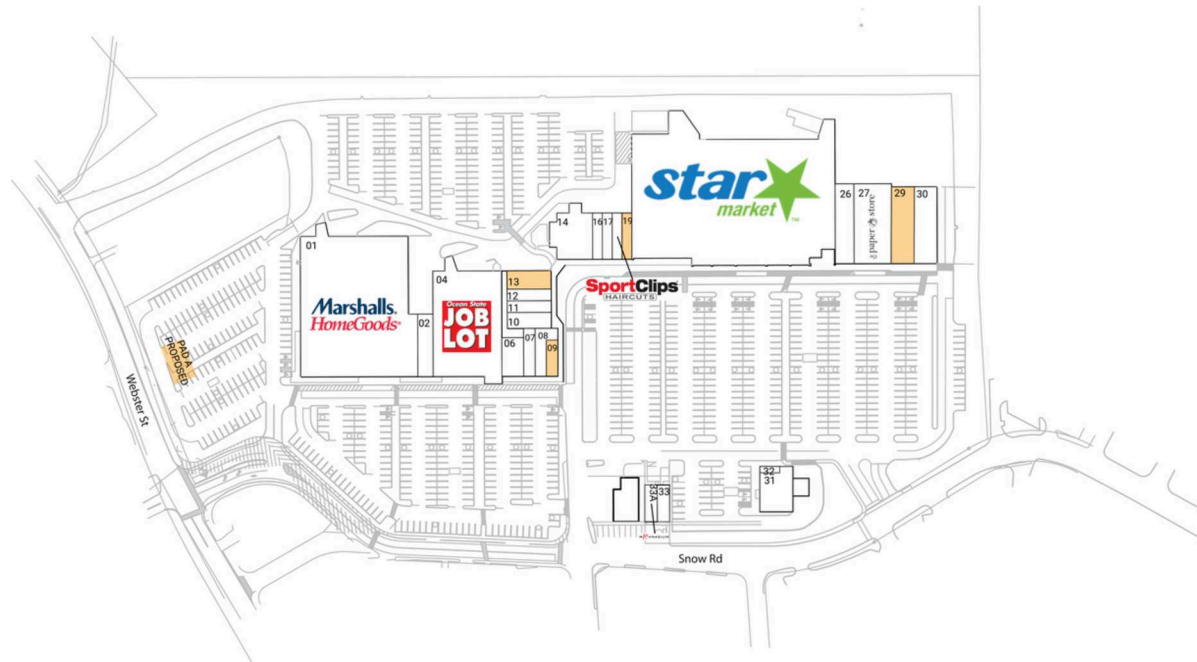 star
market™
26
27
the paper store
29
30
14
16
17
19
SportClips
HAIRCUTS
01
04
13
12
11
10
Marshalls.
HomeGoods
02
Ocean State
JOB
LOT
06
07
08
09
PAD A
PROPOSED
Webster St
32
31
33
33A
Snow Rd